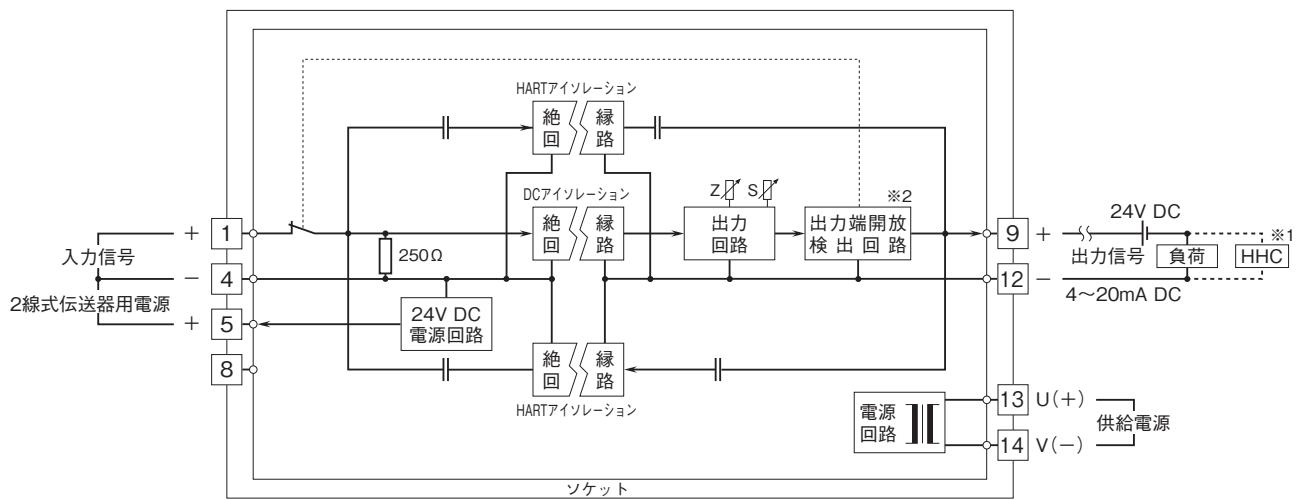 HARTアイソレーション
絶 縁
回 路
DCアイソレーション
Z S
※2
絶 縁
回 路
出力
回路
出力端開放
検出回路
250Ω
入力信号
2線式伝送器用電源
+ 1
− 4
+ 5
8
24V DC
電源回路
絶 縁
回 路
HARTアイソレーション
9 +
12 −
24V DC
出力信号
負荷
※1
HHC
4〜20mA DC
電源
回路
13 U(+)
14 V(−)
供給電源
ソケット